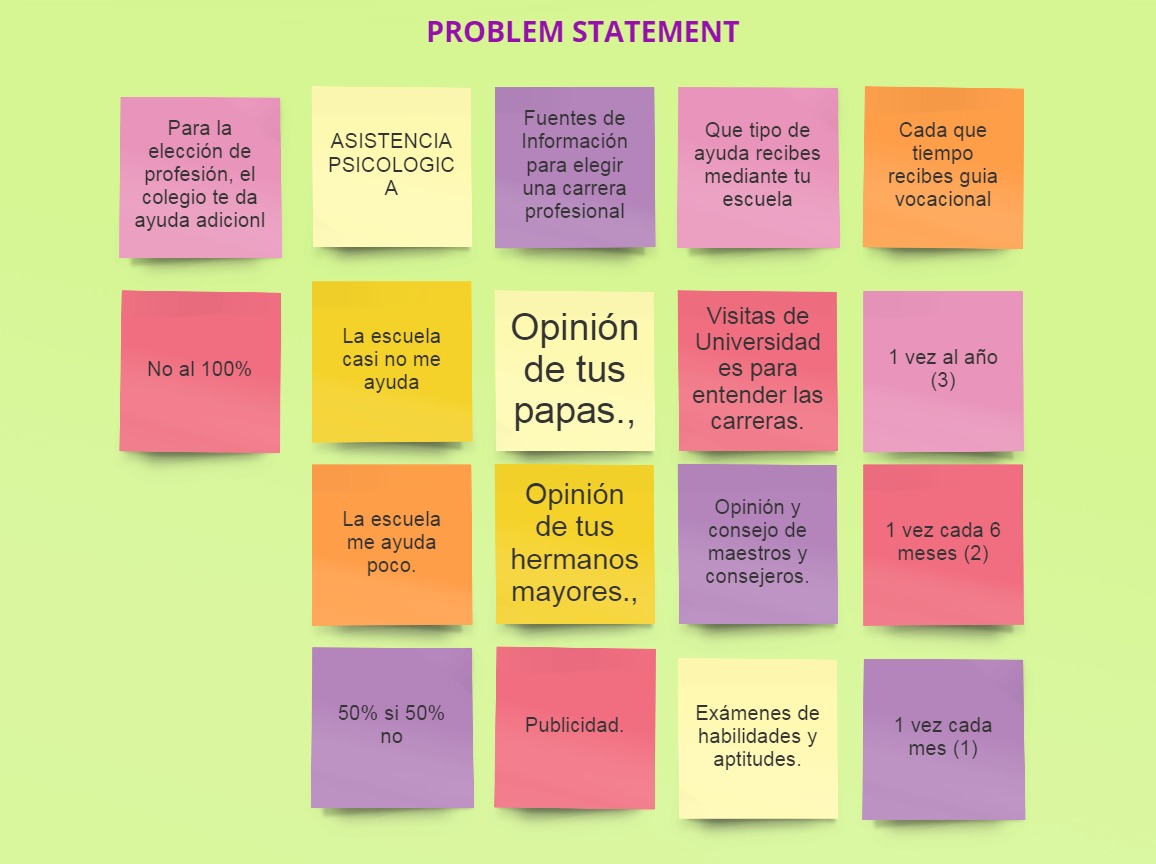 PROBLEM STATEMENT
Para la
elección de
profesión, el
colegio te da
ayuda adicionl
ASISTENCIA
PSICOLOGIC
A
Fuentes de
Información
para elegir
una carrera
profesional
Que tipo de
ayuda recibes
mediante tu
escuela
Cada que
tiempo
recibes guia
vocacional
No al 100%
La escuela
casi no me
ayuda
Opinión
de tus
papas.,
Visitas de
Universidad
es para
entender las
carreras.
1 vez al año
(3)
La escuela
me ayuda
poco.
Opinión
de tus
hermanos
mayores.,
Opinión y
consejo de
maestros y
consejeros.
1 vez cada 6
meses (2)
50% si 50%
no
Publicidad.
Exámenes de
habilidades y
aptitudes.
1 vez cada
mes (1)